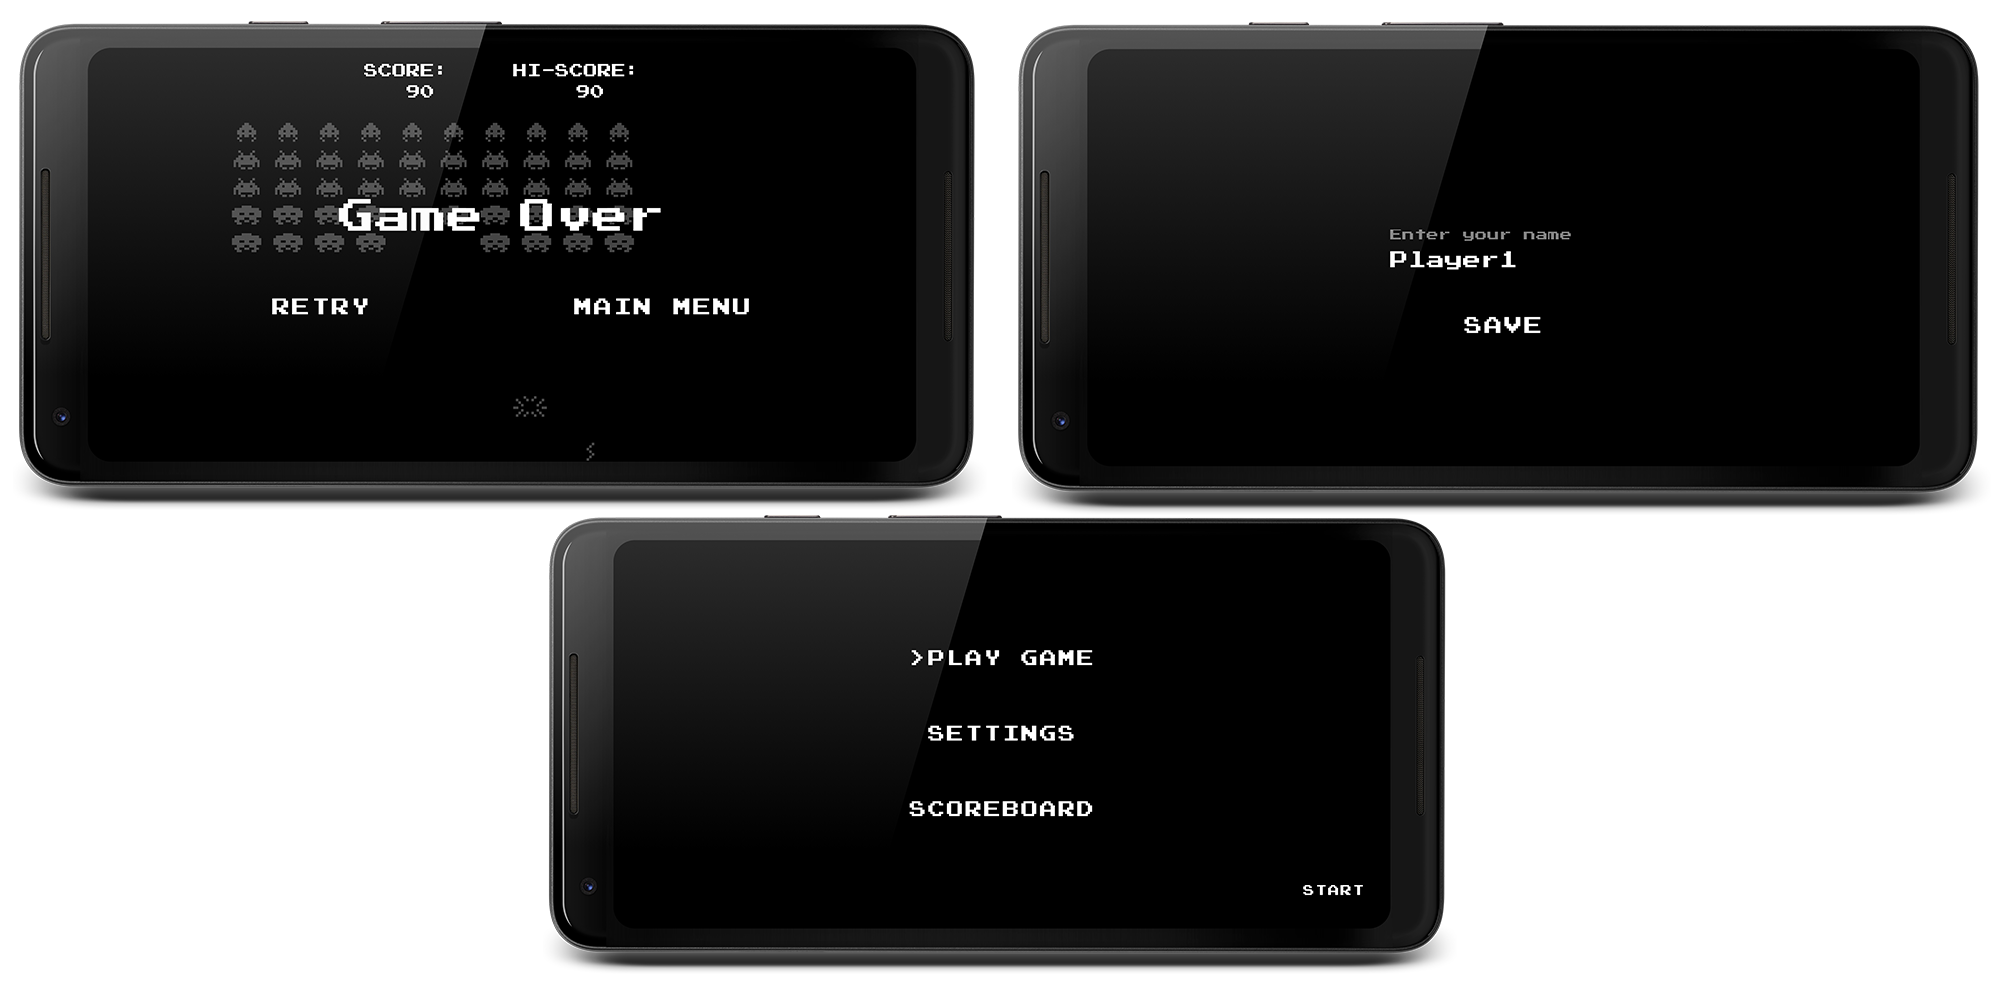 SCORE: HI-SCORE:
90 90
Game Over
RETRY MAIN MENU
Enter your name
Player1
SAVE
>PLAY GAME
SETTINGS
SCOREBOARD
START